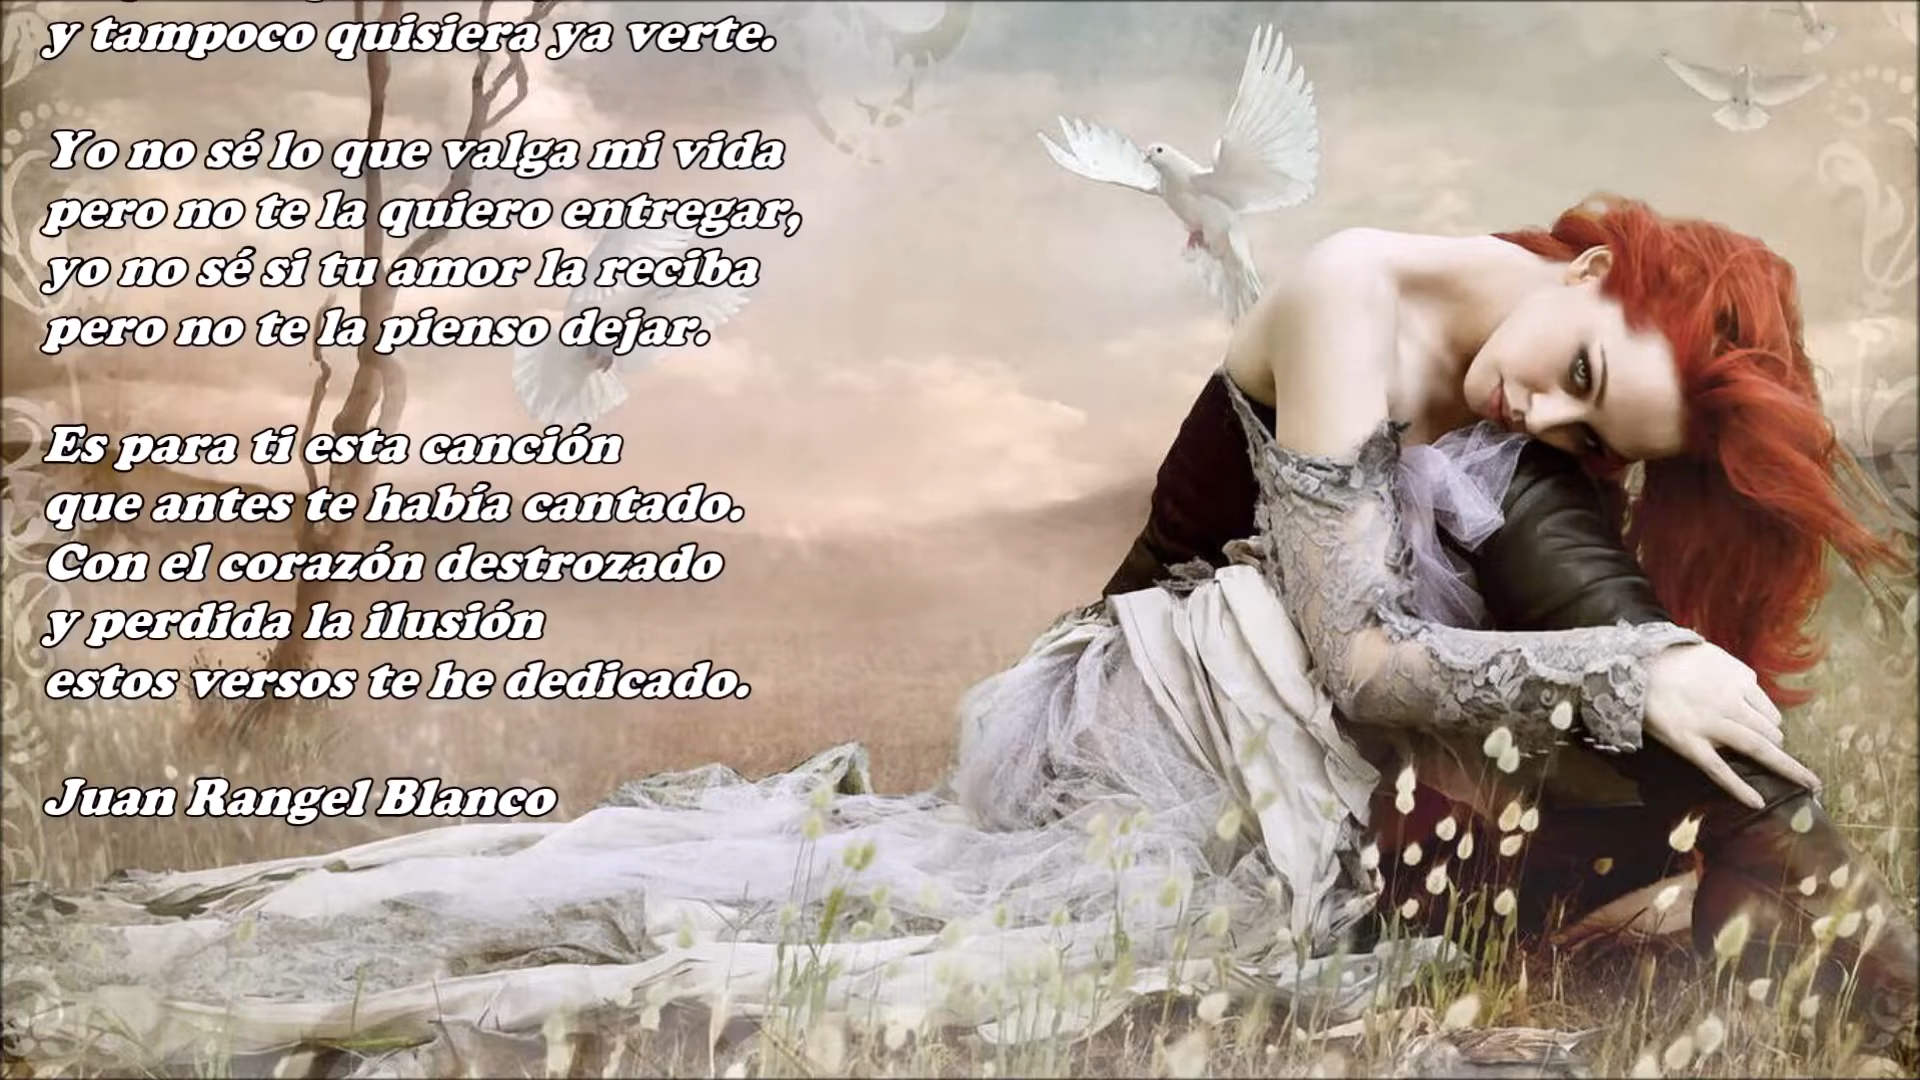 y tampoco quisiera ya verte.
Yo no sé lo que valga mi vida
pero no te la quiero entregar,
yo no sé si tu amor la reciba
pero no te la pienso dejar.
Es para ti esta canción
que antes te había cantado.
Con el corazón destrozado
y perdida la ilusión
estos versos te he dedicado.
Juan Rangel Blanco